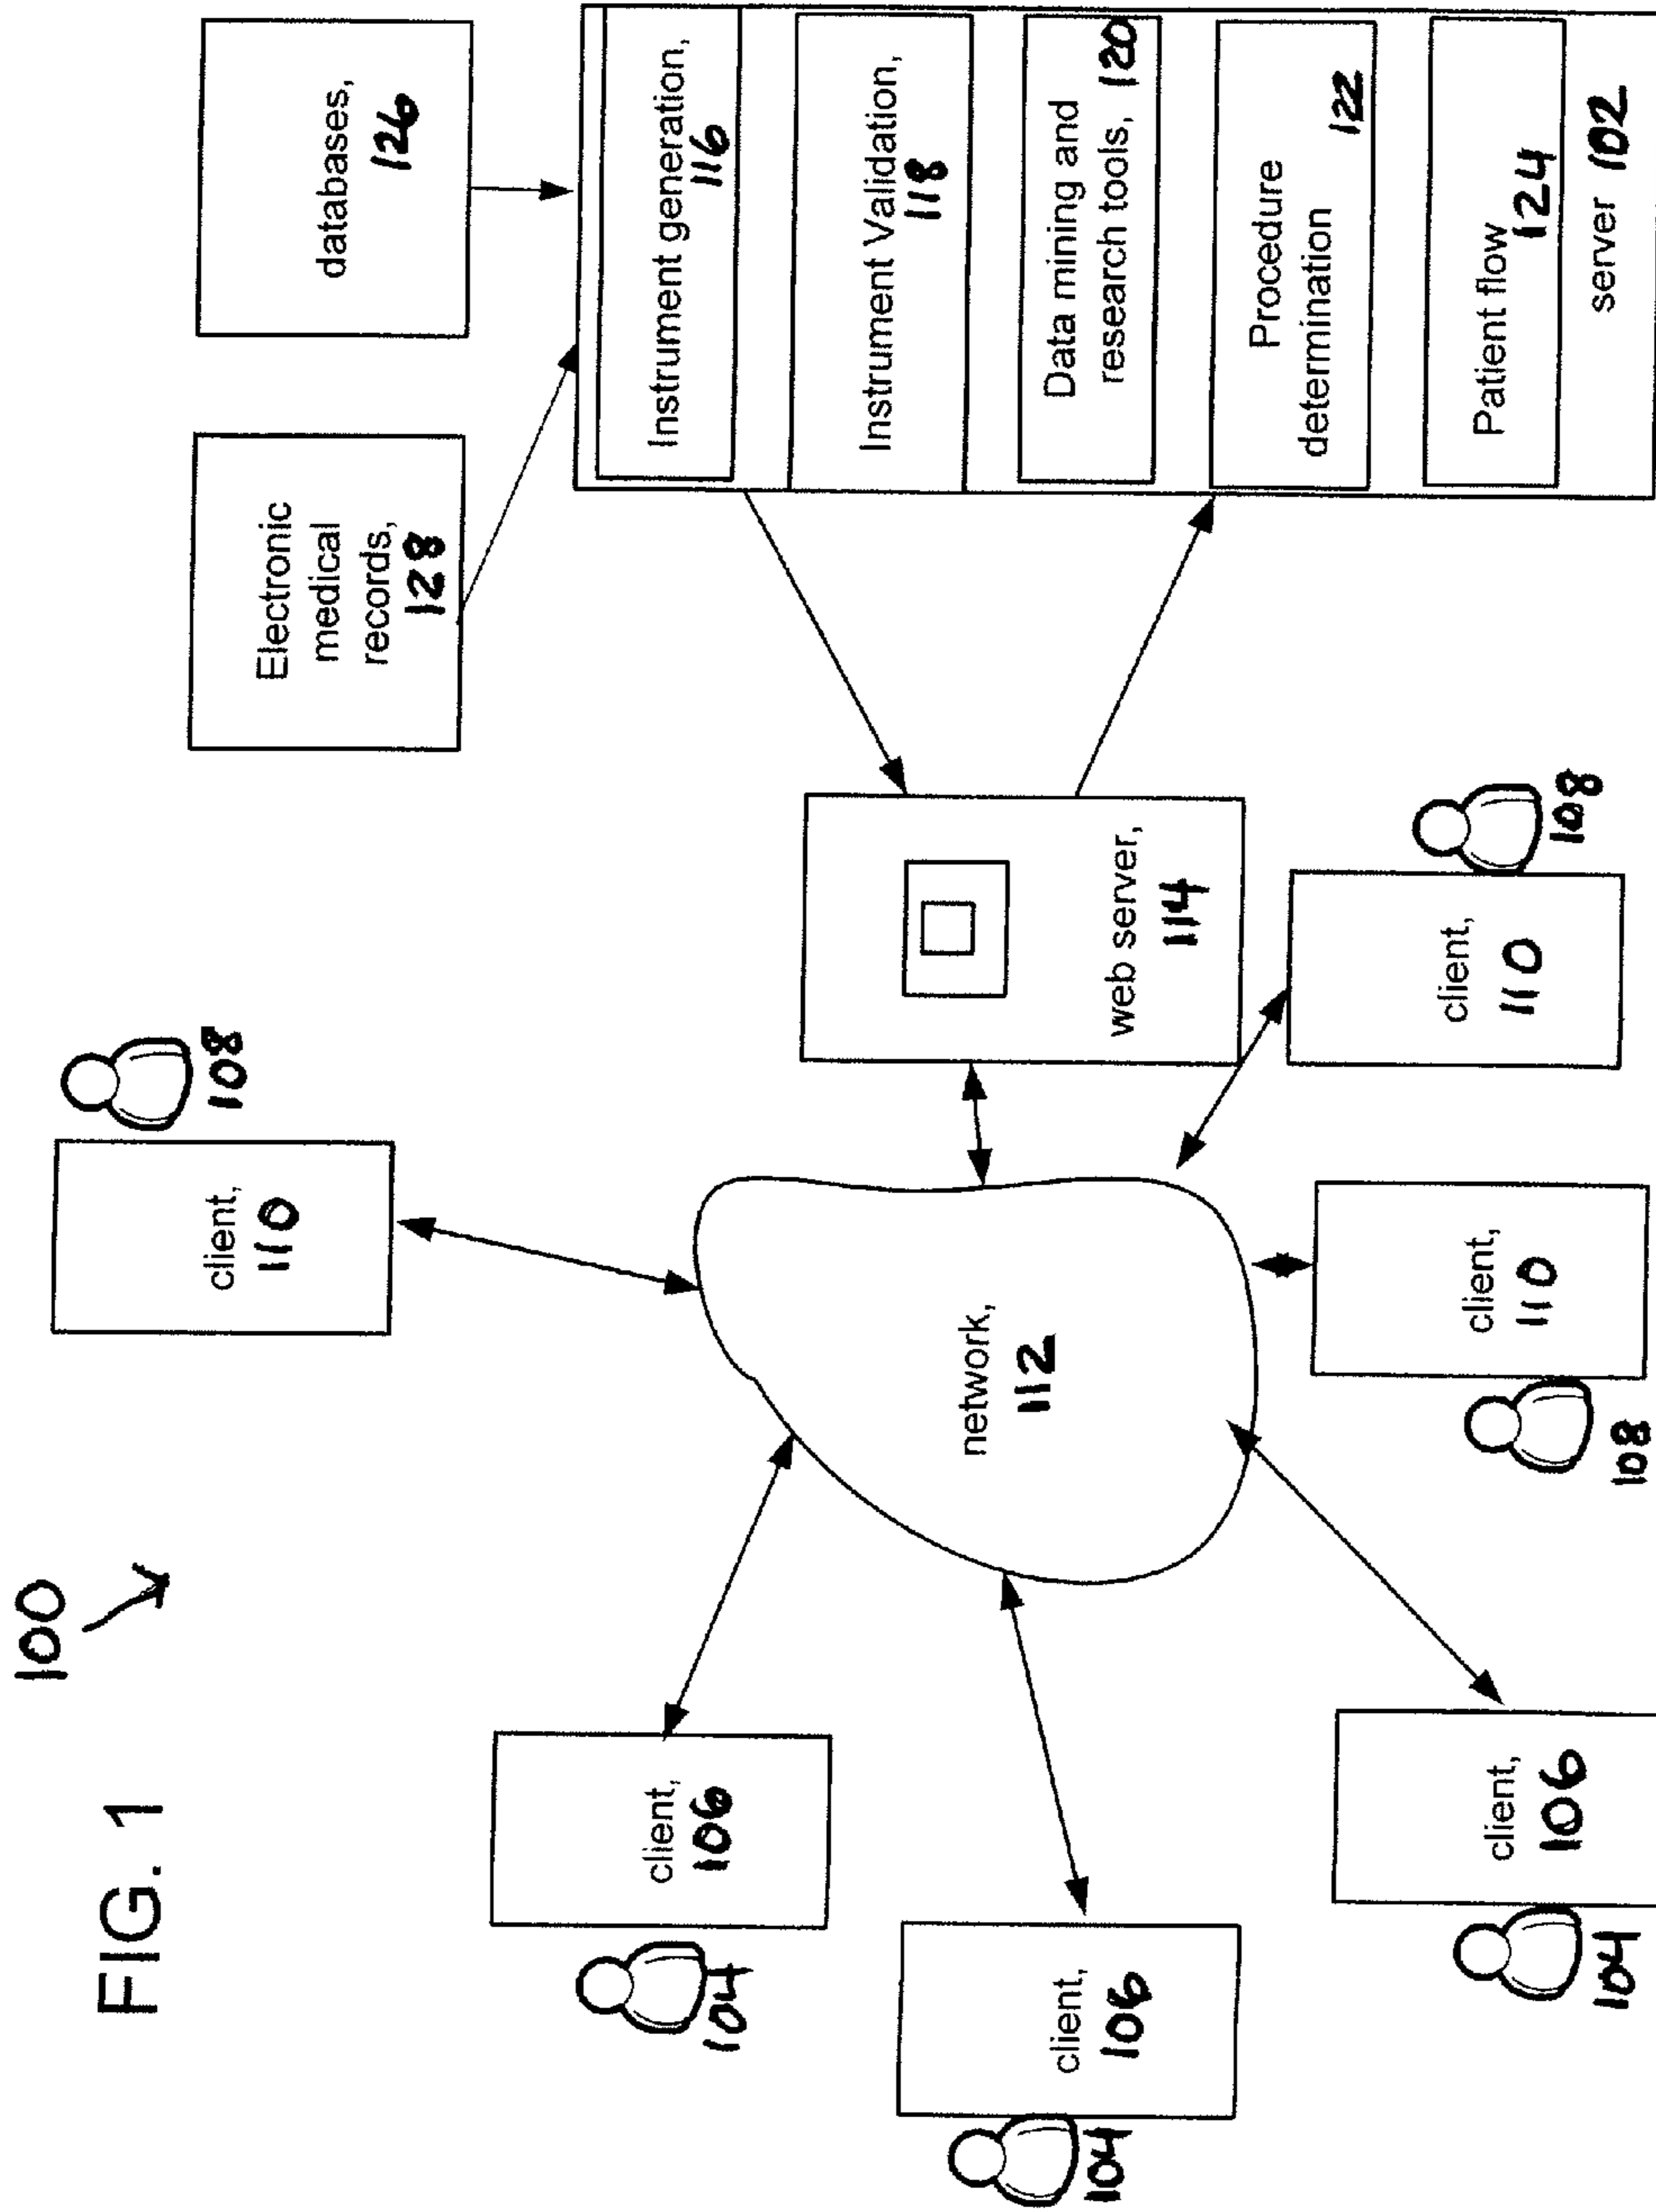 FIG. 1
100
client,
106
104
client,
106
104
client,
106
104
client,
110
108
network,
112
client,
110
108
client,
110
108
web server,
114
Electronic
medical
records,
128
databases,
126
Instrument generation,
116
Instrument Validation,
118
Data mining and
research tools, 120
Procedure
determination 122
Patient flow
124
server 102